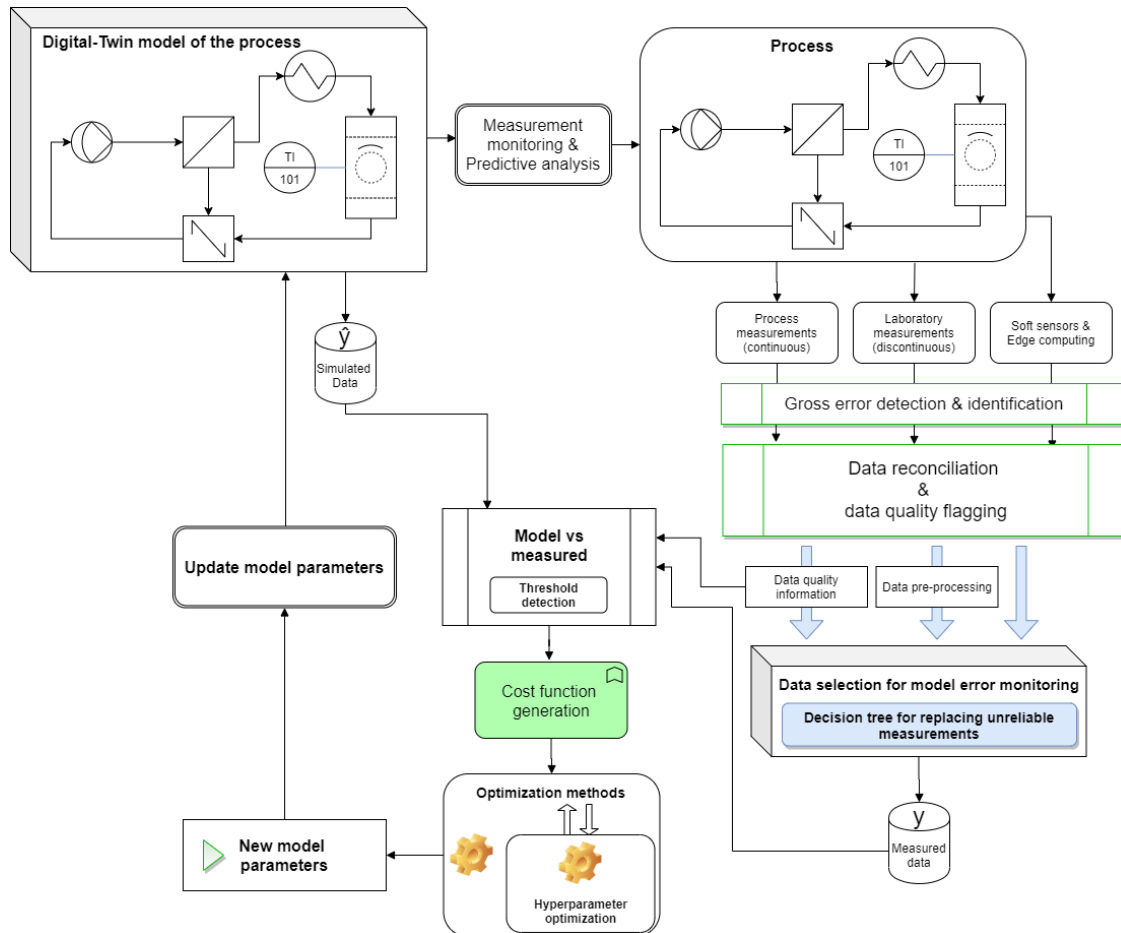 Digital-Twin model of the process
TI
101
Measurement
monitoring &
Predictive analysis
Process
TI
101
Process
measurements
(continuous)
Laboratory
measurements
(discontinuous)
Soft sensors &
Edge computing
ŷ
Simulated
Data
Gross error detection & identification
Data reconciliation
&
data quality flagging
Model vs
measured
Threshold
detection
Data quality
information
Data pre-processing
Update model parameters
Cost function
generation
Data selection for model error monitoring
Decision tree for replacing unreliable
measurements
Optimization methods
Hyperparameter
optimization
New model
parameters
y
Measured
data